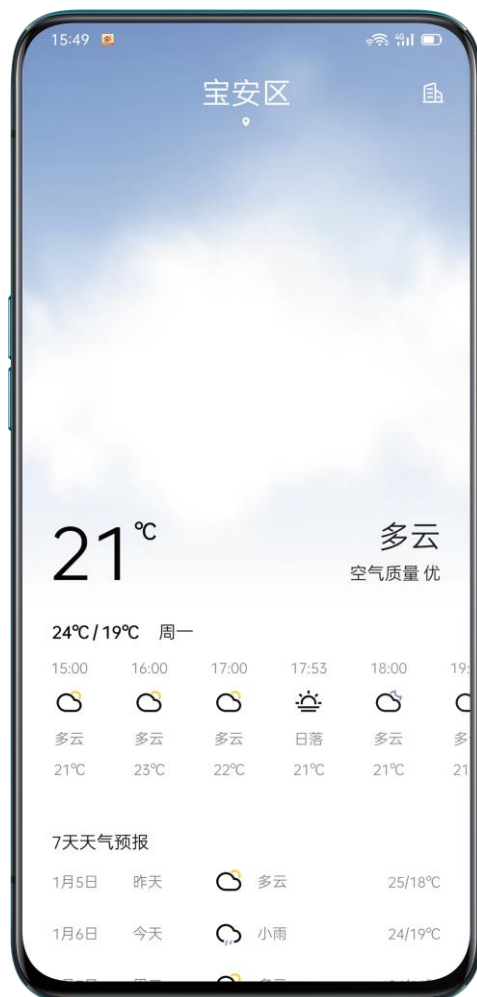 15:49
宝安区
21℃
多云
空气质量 优
24℃ / 19℃ 周一
15:00 16:00 17:00 17:53 18:00
多云 多云 多云 日落 多云
21℃ 23℃ 22℃ 21℃ 21℃ 21
7天天气预报
1月5日 昨天 多云 25/18℃
1月6日 今天 小雨 24/19℃